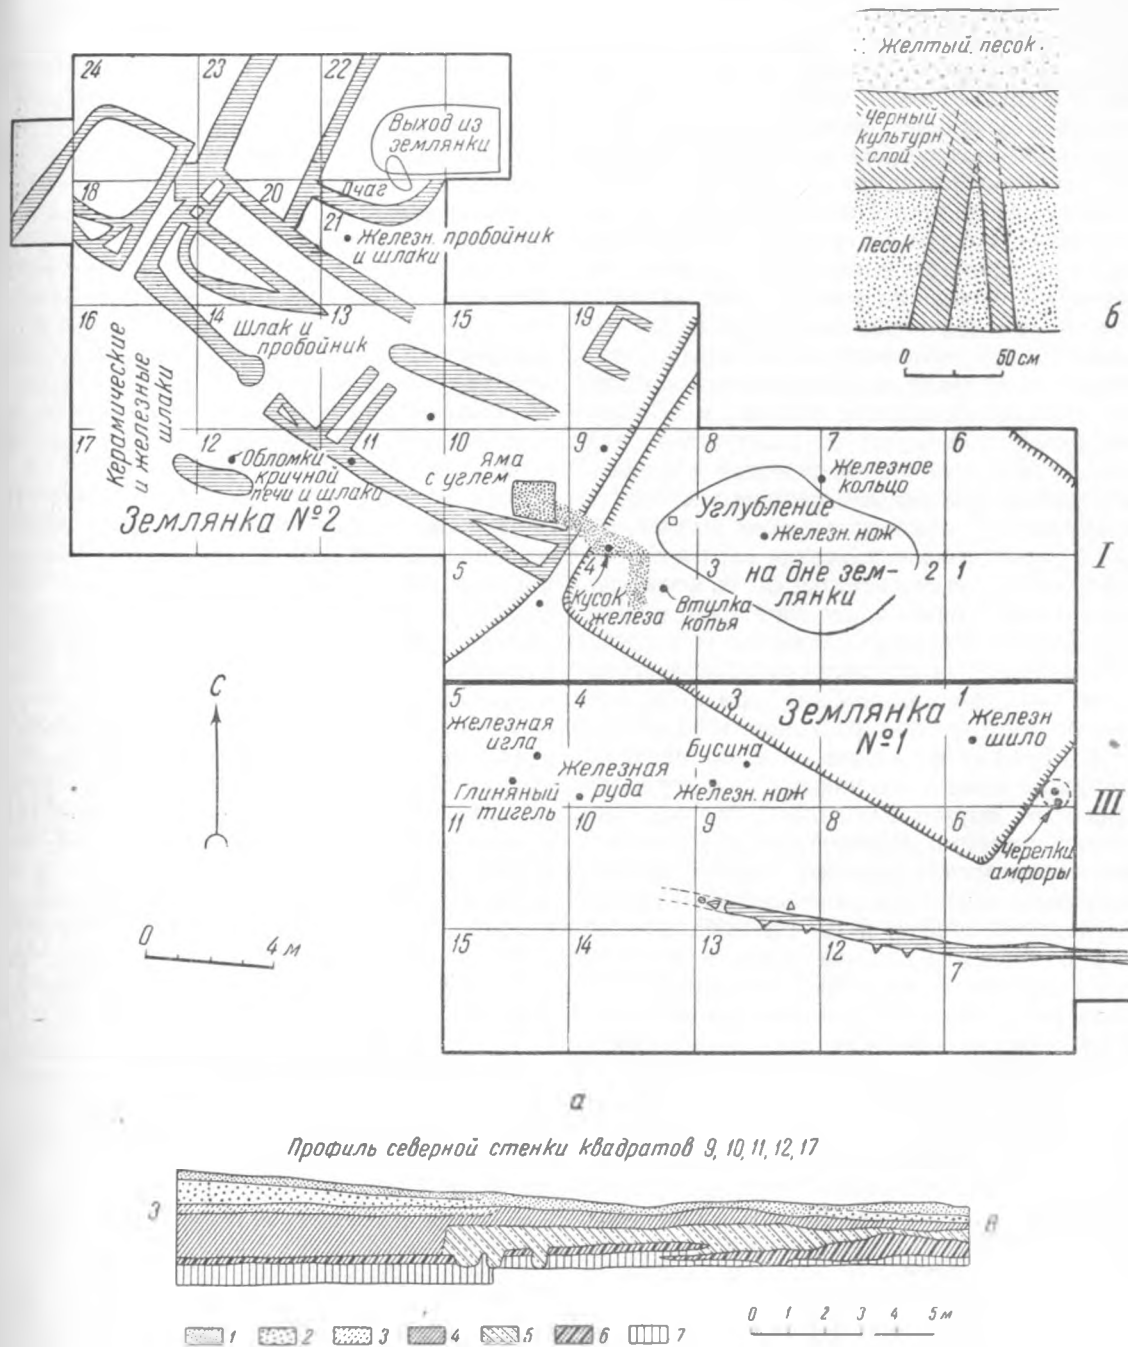 Желтый песок
Черный
культурн
слой
Песок
б
0 50 см
24 23 22
Выход из
землянки
18 20 Очаг
21
Железн. пробойник
и шлаки
16 14 13 15 19
Шлак и
пробойник
Керамические
и железные
шлаки
17 12 11 10 9 8 7 6
Обломки
кричной
печи и шлака
Яма
с углем
Железное
кольцо
Углубление
Железн. нож
Землянка №2
I
5 4 3 2 1
на дне зем-
лянки
Кусок
железа
Втулка
копья
С
5 4 3 1
Землянка
№1
Железная
игла
Железн
шило
Бусина
Железная
руда
Железн. нож
Глиняный
тигель
III
11 10 9 8 6
Черепки
амфоры
0 4 м
15 14 13 12 7
а
Профиль северной стенки квадратов 9, 10, 11, 12, 17
З В
1 2 3 4 5 6 7
0 1 2 3 4 5 м